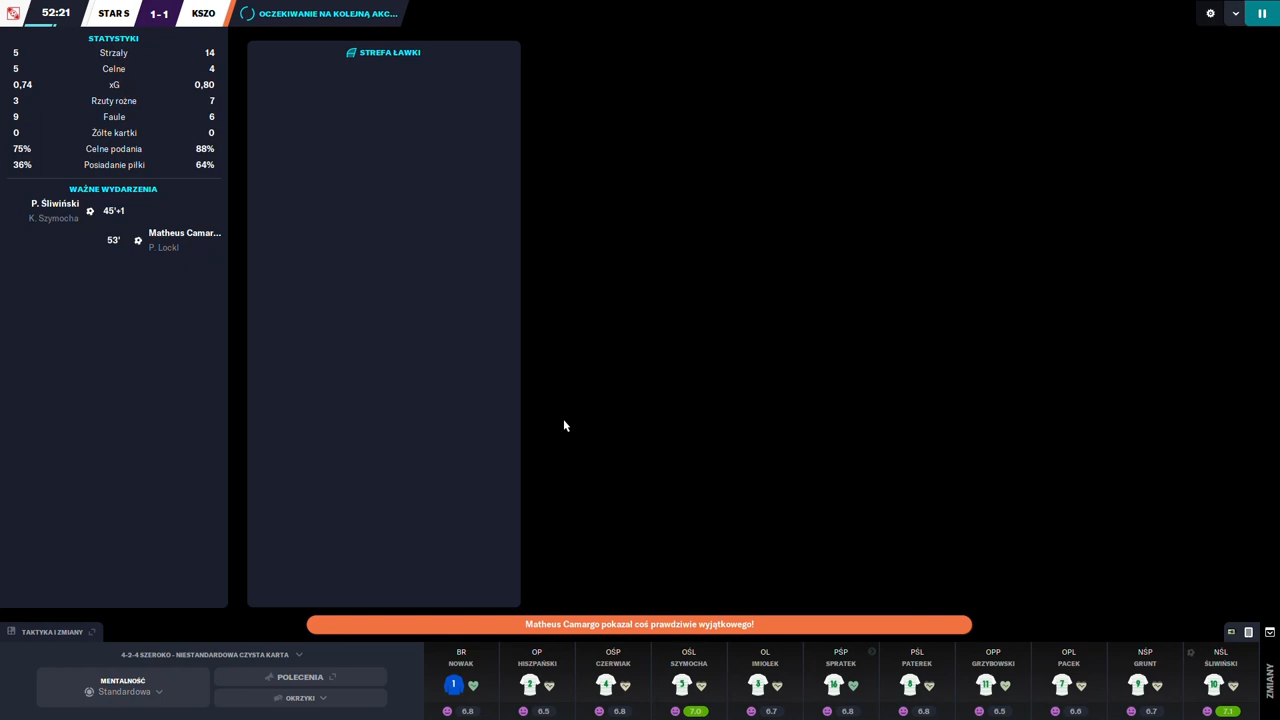 52:21 STAR S 1-1 KSZO OCZEKIWANIE NA KOLEJNĄ AKC...
STATYSTYKI
5 Strzały 14
5 Celne 4
0,74 xG 0,80
3 Rzuty rożne 7
9 Faule 6
0 Żółte kartki 0
75% Celne podania 88%
36% Posiadanie piłki 64%
WAŻNE WYDARZENIA
P. Śliwiński
K. Szymocha
45'+1
53'
Matheus Camar...
P. Lockl
STREFA ŁAWKI
Matheus Camargo pokazał coś prawdziwie wyjątkowego!
TAKTYKA I ZMIANY
4-2-4 SZEROKO - NIESTANDARDOWA CZYSTA KARTA
MENTALNOŚĆ
Standardowa
POLECENIA
OKRZYKI
BR OP OŚP OŚL OL PŚP PŚL OPP OPL NŚP NŚL
NOWAK HISZPAŃSKI CZERWIAK SZYMOCHA IMIOŁEK SPRATEK PATEREK GRZYBOWSKI PACEK GRUNT ŚLIWIŃSKI
1 2 4 5 3 16 8 11 7 9 10
6.8 6.5 6.8 7.0 6.7 6.8 6.8 6.5 6.6 6.7 7.1
ZMIANY